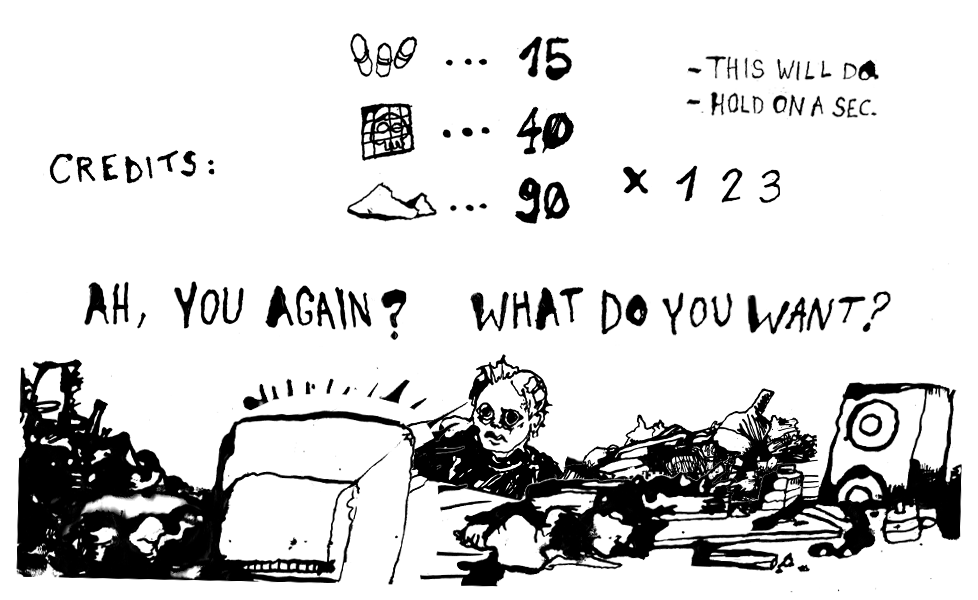 ... 15
- THIS WILL DO.
- HOLD ON A SEC.
... 40
CREDITS:
... 90
x 1 2 3
AH, YOU AGAIN? WHAT DO YOU WANT?